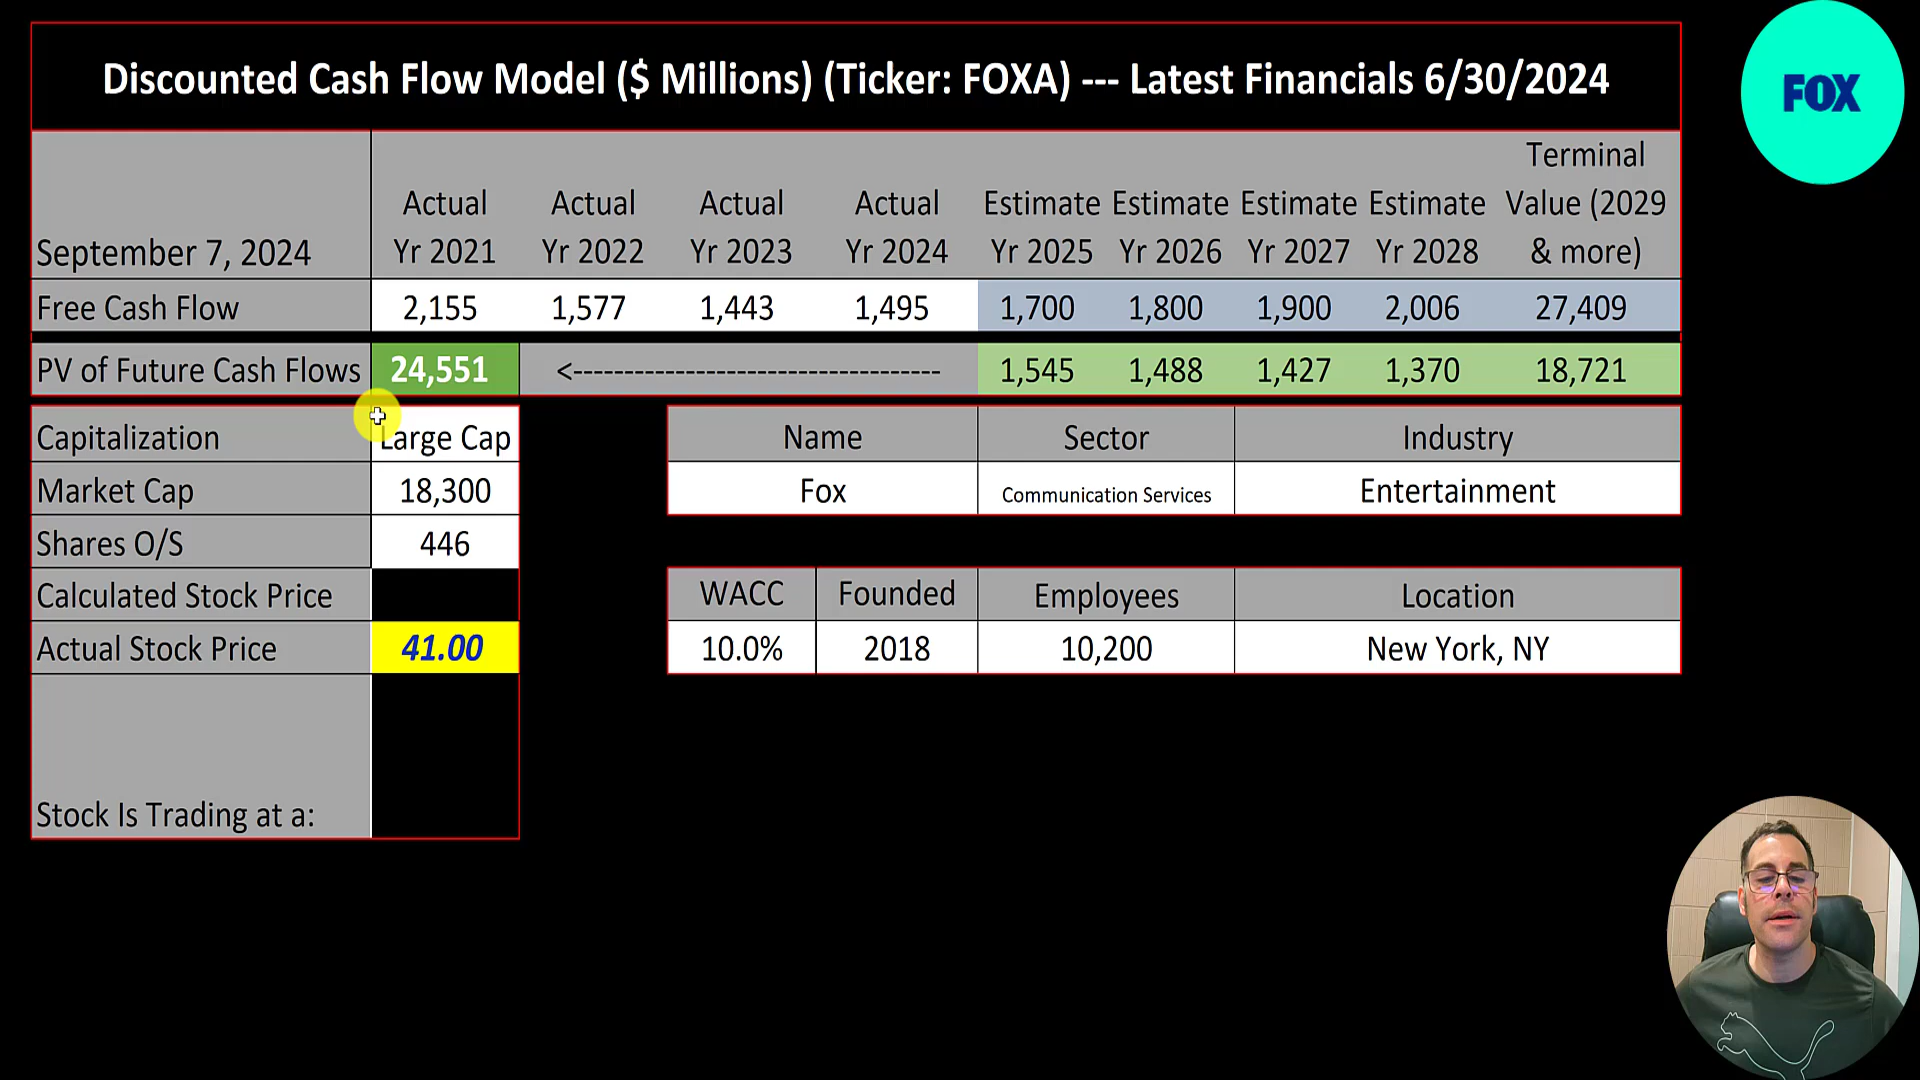 Discounted Cash Flow Model ($ Millions) (Ticker: FOXA) --- Latest Financials 6/30/2024
FOX
September 7, 2024
Actual Yr 2021
Actual Yr 2022
Actual Yr 2023
Actual Yr 2024
Estimate Yr 2025
Estimate Yr 2026
Estimate Yr 2027
Estimate Yr 2028
Terminal Value (2029 & more)
Free Cash Flow 2,155 1,577 1,443 1,495 1,700 1,800 1,900 2,006 27,409
PV of Future Cash Flows 24,551 <---------------------------------- 1,545 1,488 1,427 1,370 18,721
Capitalization Large Cap
Market Cap 18,300
Shares O/S 446
Calculated Stock Price
Actual Stock Price 41.00
Stock Is Trading at a:
Name Sector Industry
Fox Communication Services Entertainment
WACC Founded Employees Location
10.0% 2018 10,200 New York, NY